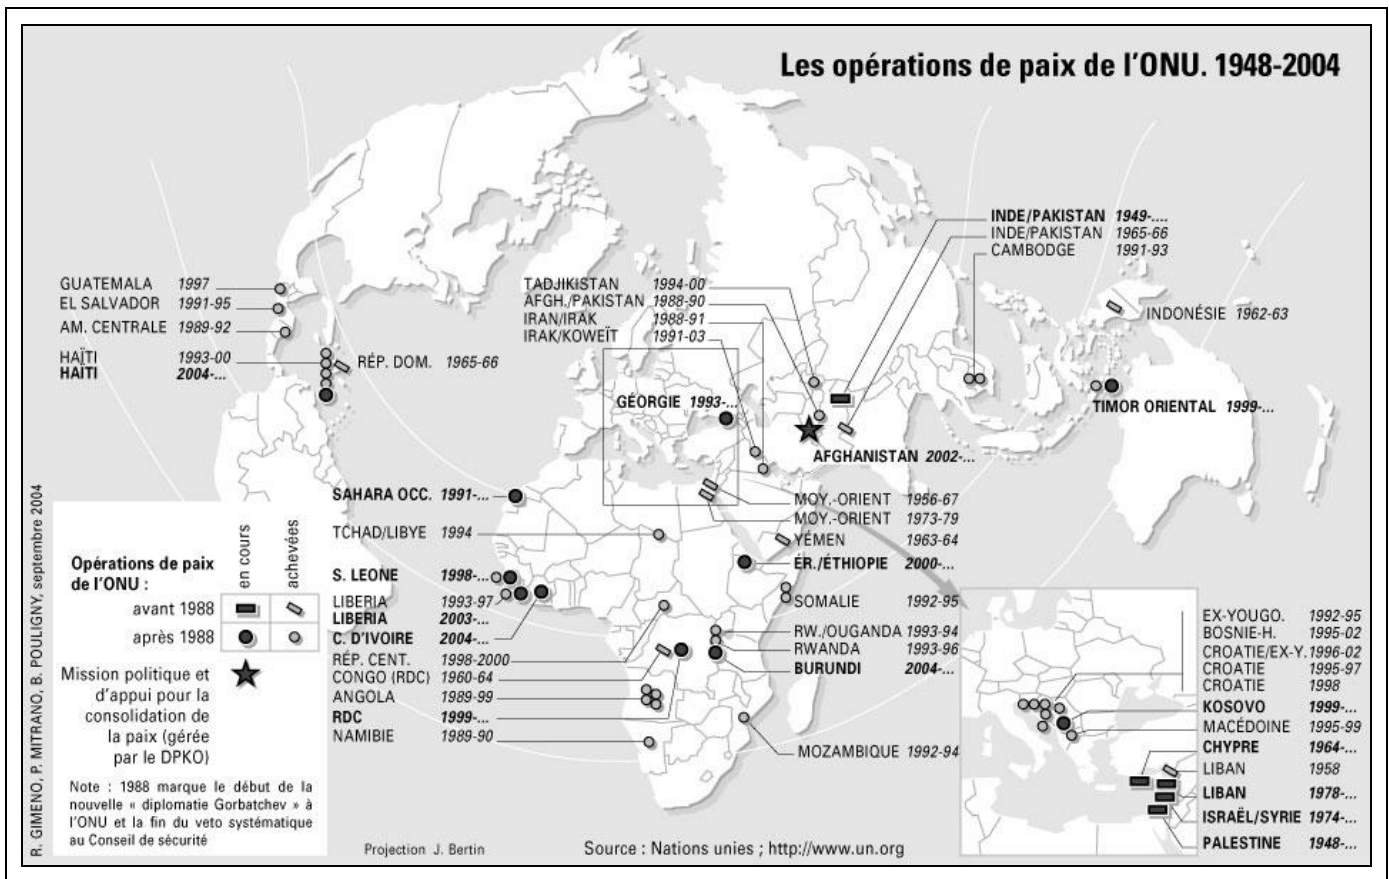 Les opérations de paix de l'ONU. 1948-2004
INDE/PAKISTAN 1949-....
INDE/PAKISTAN 1965-66
CAMBODGE 1991-93
GUATEMALA 1997
EL SALVADOR 1991-95
AM. CENTRALE 1989-92
HAÏTI 1993-00
HAÏTI 2004-...
RÉP. DOM. 1965-66
TADJIKISTAN 1994-00
AFGH./PAKISTAN 1988-90
IRAN/IRAK 1988-91
IRAK/KOWEÏT 1991-03
INDONÉSIE 1962-63
GÉORGIE 1993-...
TIMOR ORIENTAL 1999-...
AFGHANISTAN 2002-...
SAHARA OCC. 1991-...
TCHAD/LIBYE 1994
S. LEONE 1998-...
LIBERIA 1993-97
LIBERIA 2003-...
C. D'IVOIRE 2004-...
RÉP. CENT. 1998-2000
CONGO (RDC) 1960-64
ANGOLA 1989-99
RDC 1999-...
NAMIBIE 1989-90
MOY.-ORIENT 1956-67
MOY.-ORIENT 1973-79
YÉMEN 1963-64
ÉR./ÉTHIOPIE 2000-...
SOMALIE 1992-95
RW./OUGANDA 1993-94
RWANDA 1993-96
BURUNDI 2004-...
MOZAMBIQUE 1992-94
EX-YOUGO. 1992-95
BOSNIE-H. 1995-02
CROATIE/EX-Y. 1996-02
CROATIE 1995-97
CROATIE 1998
KOSOVO 1999-...
MACÉDOINE 1995-99
CHYPRE 1964-...
LIBAN 1958
LIBAN 1978-...
ISRAËL/SYRIE 1974-...
PALESTINE 1948-...
Opérations de paix
de l'ONU :
en cours
achevées
avant 1988
après 1988
Mission politique et
d'appui pour la
consolidation de
la paix (gérée
par le DPKO)
Note : 1988 marque le début de la
nouvelle « diplomatie Gorbatchev » à
l'ONU et la fin du veto systématique
au Conseil de sécurité
R. GIMENO, P. MITRANO, B. POULIGNY, septembre 2004
Projection J. Bertin
Source : Nations unies ; http://www.un.org